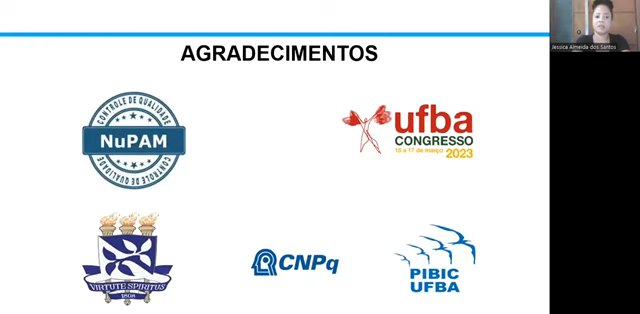 Jessica Almeida dos Santos
AGRADECIMENTOS
CONTROLE DE QUALIDADE
NuPAM
CONTROLE DE QUALIDADE
ufba
CONGRESSO
15 a 17 de março
2023
VIRTUTE SPIRITUS
1808
CNPq
PIBIC
UFBA